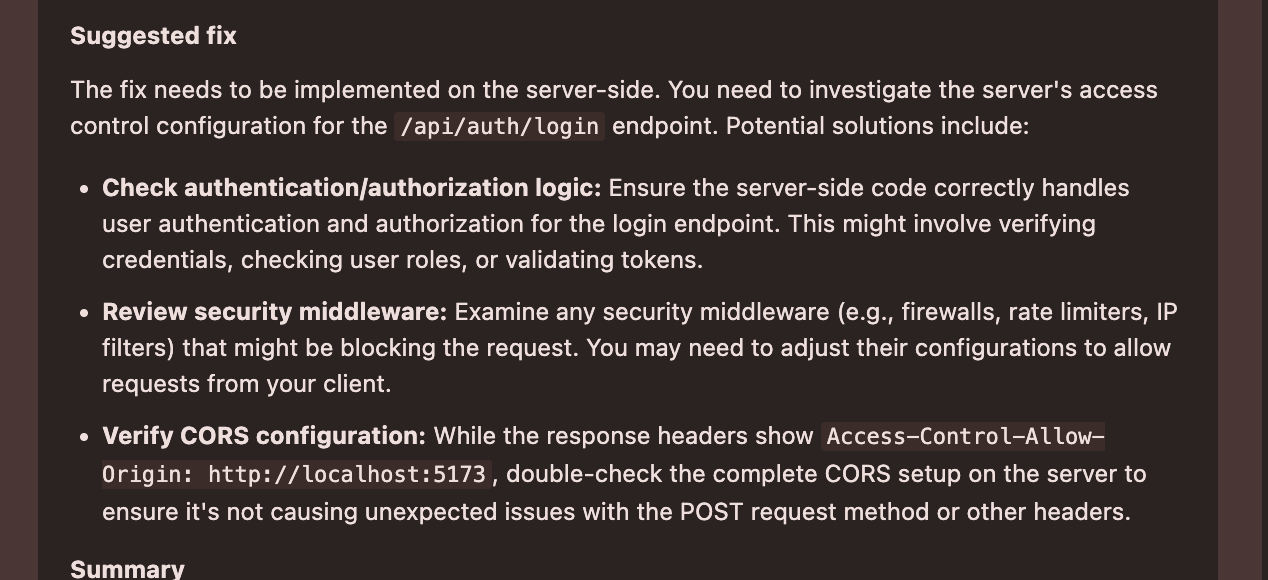 Suggested fix
The fix needs to be implemented on the server-side. You need to investigate the server's access
control configuration for the /api/auth/login endpoint. Potential solutions include:
• Check authentication/authorization logic: Ensure the server-side code correctly handles
user authentication and authorization for the login endpoint. This might involve verifying
credentials, checking user roles, or validating tokens.
• Review security middleware: Examine any security middleware (e.g., firewalls, rate limiters, IP
filters) that might be blocking the request. You may need to adjust their configurations to allow
requests from your client.
• Verify CORS configuration: While the response headers show Access-Control-Allow-
Origin: http://localhost:5173, double-check the complete CORS setup on the server to
ensure it's not causing unexpected issues with the POST request method or other headers.
Summary